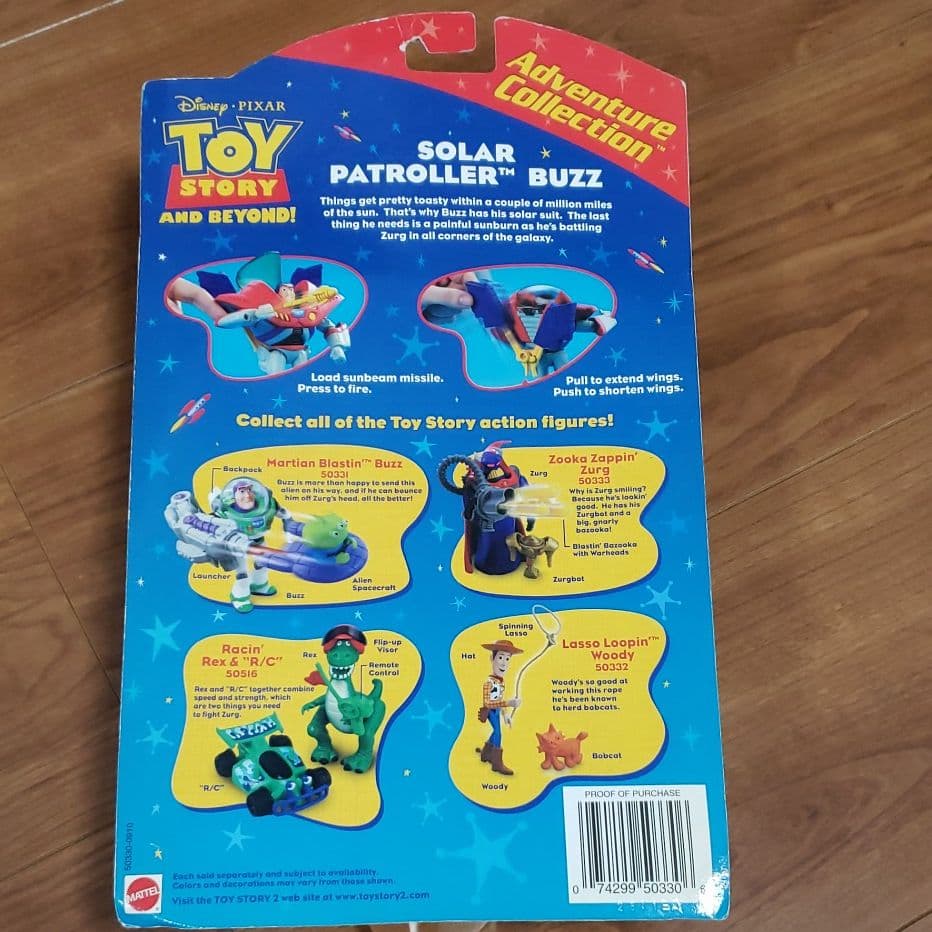 Adventure
Collection™
Disney · PIXAR
TOY
STORY
AND BEYOND!
SOLAR
PATROLLER™ BUZZ
Things get pretty toasty within a couple of million miles
of the sun. That's why Buzz has his solar suit. The last
thing he needs is a painful sunburn as he's battling
Zurg in all corners of the galaxy.
Load sunbeam missile.
Press to fire.
Pull to extend wings.
Push to shorten wings.
Collect all of the Toy Story action figures!
Martian Blastin'™ Buzz
50331
Buzz is more than happy to send this
alien on his way, and if he can bounce
him off Zurg's head, all the better!
Backpack
Launcher
Buzz
Alien
Spacecraft
Zooka Zappin'
Zurg
50333
Why is Zurg smiling?
Because he's lookin'
good. He has his
Zurgbot and a
big, gnarly
bazooka!
Zurg
Blastin' Bazooka
with Warheads
Zurgbot
Racin'
Rex & "R/C"
50516
Rex and "R/C" together combine
speed and strength, which
are two things you need
to fight Zurg.
Rex
Flip-up
Visor
Remote
Control
"R/C"
Spinning
Lasso
Hat
Lasso Loopin'™
Woody
50332
Woody's so good at
working this rope
he's been known
to herd bobcats.
Bobcat
Woody
PROOF OF PURCHASE
0 74299 50330
50330-0910
MATTEL
Each sold separately and subject to availability.
Colors and decorations may vary from those shown.
Visit the TOY STORY 2 web site at www.toystory2.com